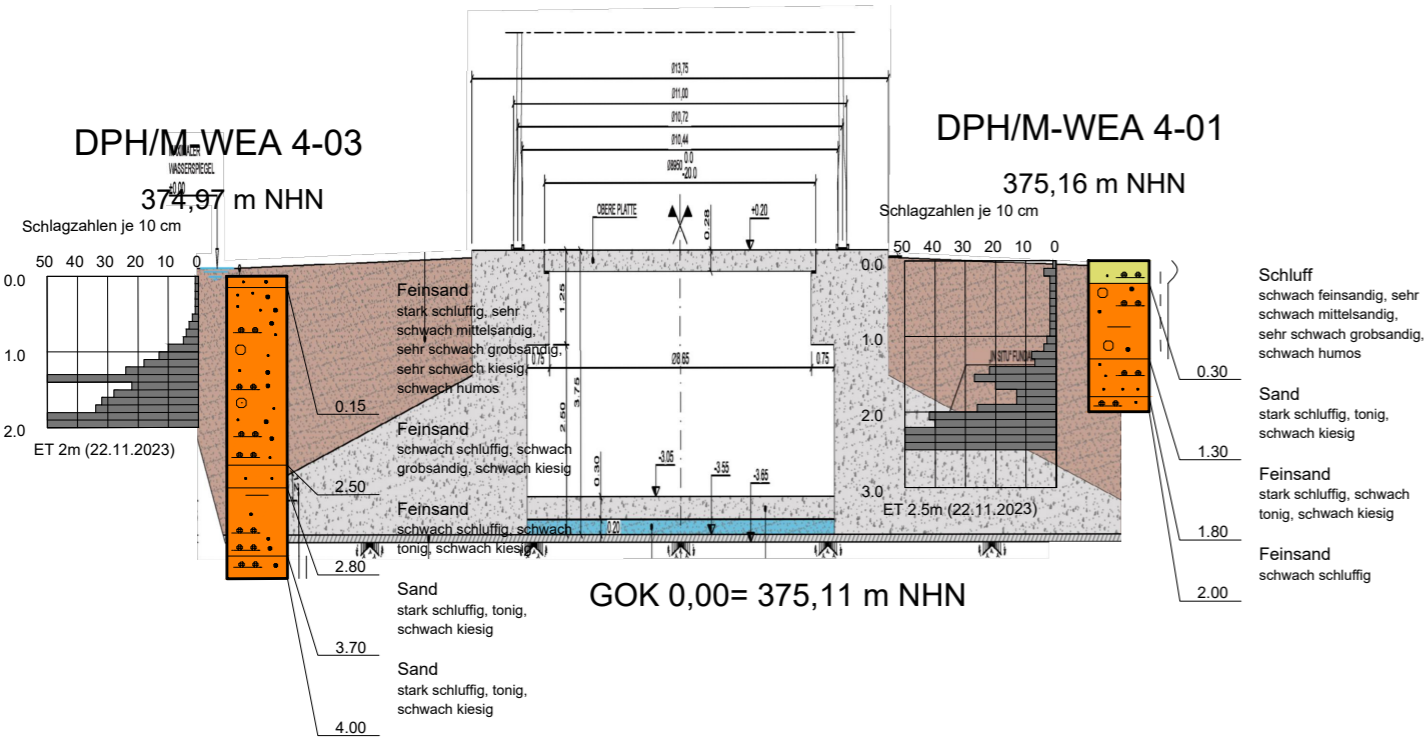 DPH/M-WEA 4-03
MAXIMALER
WASSERSPIEGEL
±0,00
374,97 m NHN
Schlagzahlen je 10 cm
50 40 30 20 10 0
0.0
1.0
2.0
ET 2m (22.11.2023)
Feinsand
stark schluffig, sehr
schwach mittelsandig,
sehr schwach grobsandig,
sehr schwach kiesig,
schwach humos
0.15
Feinsand
schwach schluffig, schwach
grobsandig, schwach kiesig
2.50
Feinsand
schwach schluffig, schwach
tonig, schwach kiesig
2.80
Sand
stark schluffig, tonig,
schwach kiesig
3.70
Sand
stark schluffig, tonig,
schwach kiesig
4.00
Ø13,75
Ø11,00
Ø10,72
Ø10,44
Ø8950 0.0
-20.0
OBERE PLATTE
0.28
+0.20
1.25
0.75
Ø8.65
0.75
3.75
2.50
0.30
-3.05
-3.55
-3.65
0.20
GOK 0,00= 375,11 m NHN
DPH/M-WEA 4-01
375,16 m NHN
Schlagzahlen je 10 cm
50 40 30 20 10 0
0.0
1.0
2.0
3.0
ET 2.5m (22.11.2023)
Schluff
schwach feinsandig, sehr
schwach mittelsandig,
sehr schwach grobsandig,
schwach humos
0.30
Sand
stark schluffig, tonig,
schwach kiesig
1.30
Feinsand
stark schluffig, schwach
tonig, schwach kiesig
1.80
Feinsand
schwach schluffig
2.00